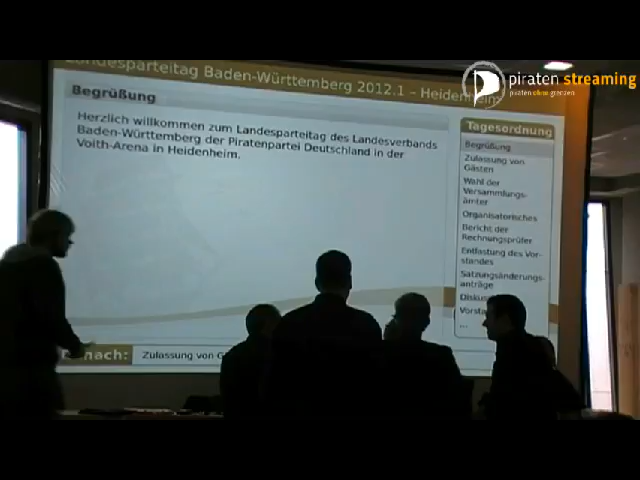 Landesparteitag Baden-Württemberg 2012.1 – Heidenheim
piraten streaming
piraten ohne grenzen
Begrüßung
Herzlich willkommen zum Landesparteitag des Landesverbands
Baden-Württemberg der Piratenpartei Deutschland in der
Voith-Arena in Heidenheim.
Tagesordnung
Begrüßung
Zulassung von
Gästen
Wahl der
Versammlungs-
ämter
Organisatorisches
Bericht der
Rechnungsprüfer
Entlastung des Vor-
standes
Satzungsänderungs-
anträge
...
Danach:
Zulassung von